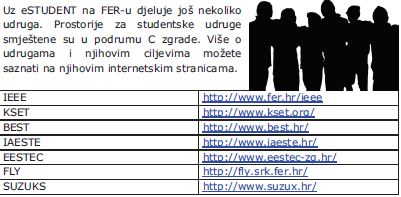 Uz eSTUDENT na FER-u djeluje još nekoliko
udruga. Prostorije za studentske udruge
smještene su u podrumu C zgrade. Više o
udrugama i njihovim ciljevima možete
saznati na njihovim internetskim stranicama.
IEEE http://www.fer.hr/ieee
KSET http://www.kset.org/
BEST http://www.best.hr/
IAESTE http://www.iaeste.hr/
EESTEC http://www.eestec-zg.hr/
FLY http://fly.srk.fer.hr/
SUZUKS http://www.suzux.hr/